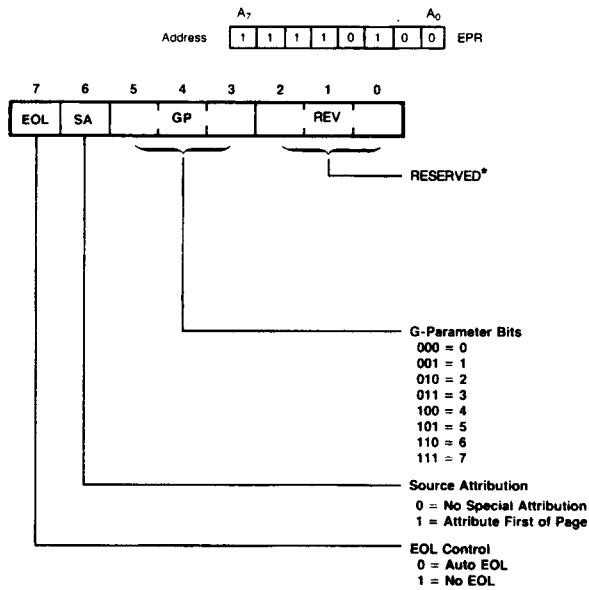 A7 A0
Address 1 1 1 1 0 1 0 0 EPR
7 6 5 4 3 2 1 0
EOL SA GP REV
RESERVED*
G-Parameter Bits
000 = 0
001 = 1
010 = 2
011 = 3
100 = 4
101 = 5
110 = 6
111 = 7
Source Attribution
0 = No Special Attribution
1 = Attribute First of Page
EOL Control
0 = Auto EOL
1 = No EOL